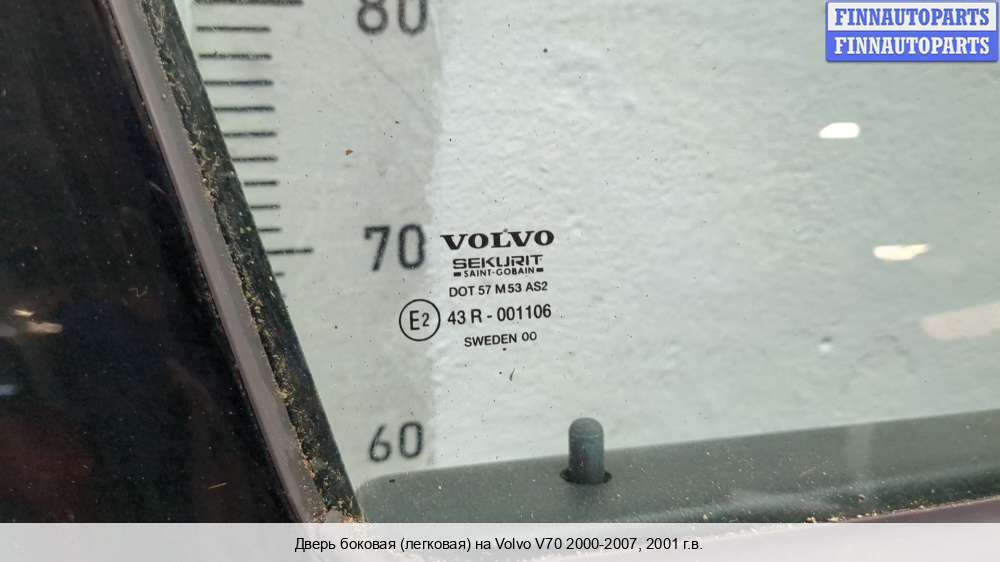 80
FINNAUTOPARTS
FINNAUTOPARTS
70
VOLVO
SEKURIT
SAINT-GOBAIN
DOT 57 M 53 AS2
E2 43 R - 001106
SWEDEN 00
60
Дверь боковая (легковая) на Volvo V70 2000-2007, 2001 г.в.